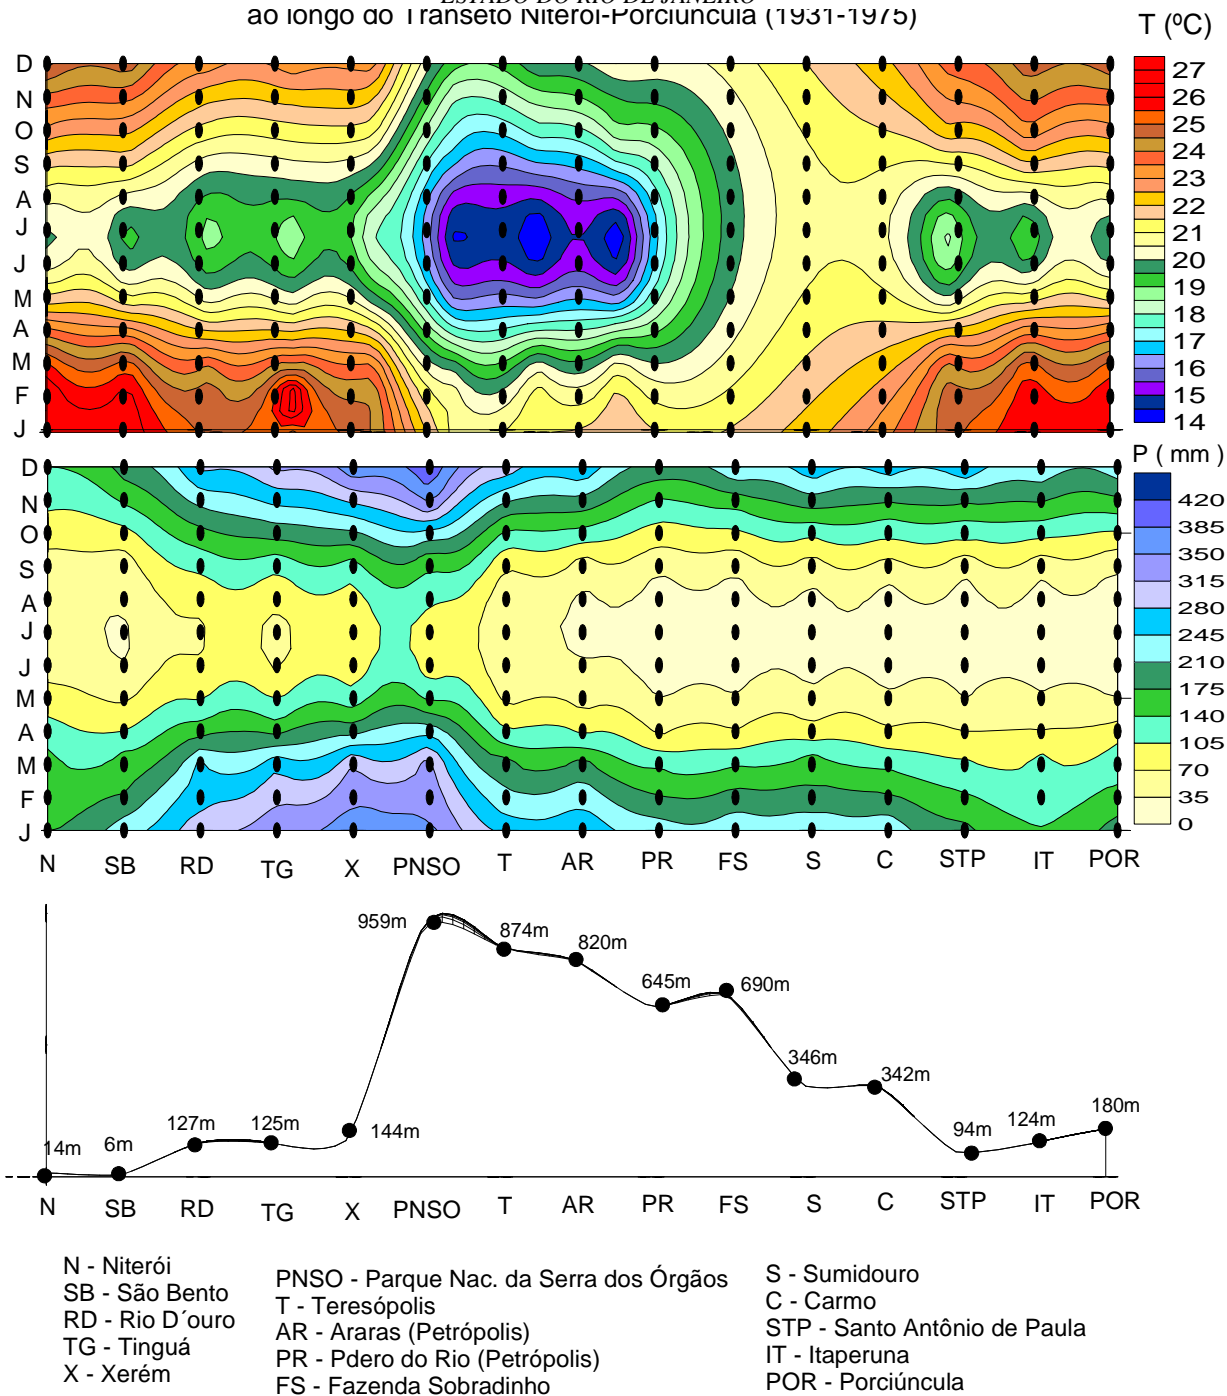 ESTADO DO RIO DE JANEIRO
ao longo do Transeto Niterói-Porciúncula (1931-1975)
T (ºC)
D
N
O
S
A
J
J
M
A
M
F
J
27
26
25
24
23
22
21
20
19
18
17
16
15
14
P ( mm )
D
N
O
S
A
J
J
M
A
M
F
J
420
385
350
315
280
245
210
175
140
105
70
35
0
N SB RD TG X PNSO T AR PR FS S C STP IT POR
959m
874m
820m
645m
690m
346m
342m
14m
6m
127m
125m
144m
94m
124m
180m
N SB RD TG X PNSO T AR PR FS S C STP IT POR
N - Niterói
SB - São Bento
RD - Rio D´ouro
TG - Tinguá
X - Xerém
PNSO - Parque Nac. da Serra dos Órgãos
T - Teresópolis
AR - Araras (Petrópolis)
PR - Pdero do Rio (Petrópolis)
FS - Fazenda Sobradinho
S - Sumidouro
C - Carmo
STP - Santo Antônio de Paula
IT - Itaperuna
POR - Porciúncula